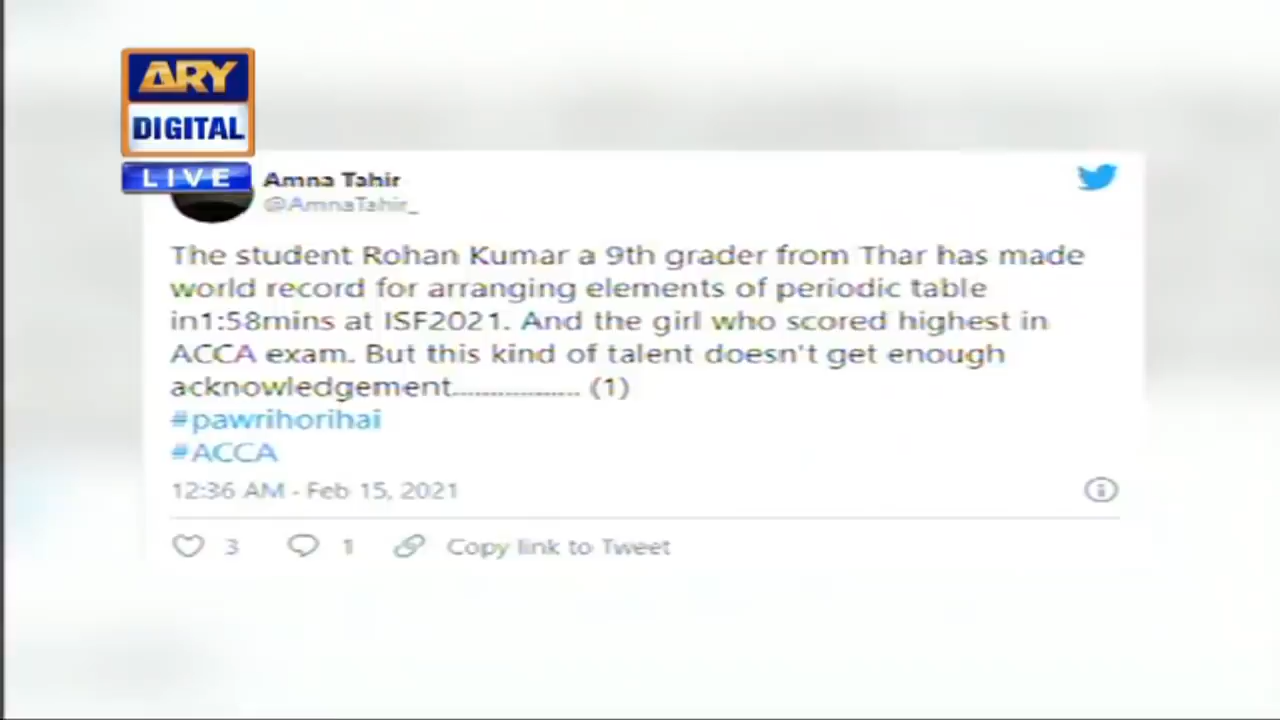 ARY
DIGITAL
LIVE
Amna Tahir
@AmnaTahir_
The student Rohan Kumar a 9th grader from Thar has made
world record for arranging elements of periodic table
in1:58mins at ISF2021. And the girl who scored highest in
ACCA exam. But this kind of talent doesn't get enough
acknowledgement.................. (1)
#pawrihorihai
#ACCA
12:36 AM - Feb 15, 2021
3 1 Copy link to Tweet